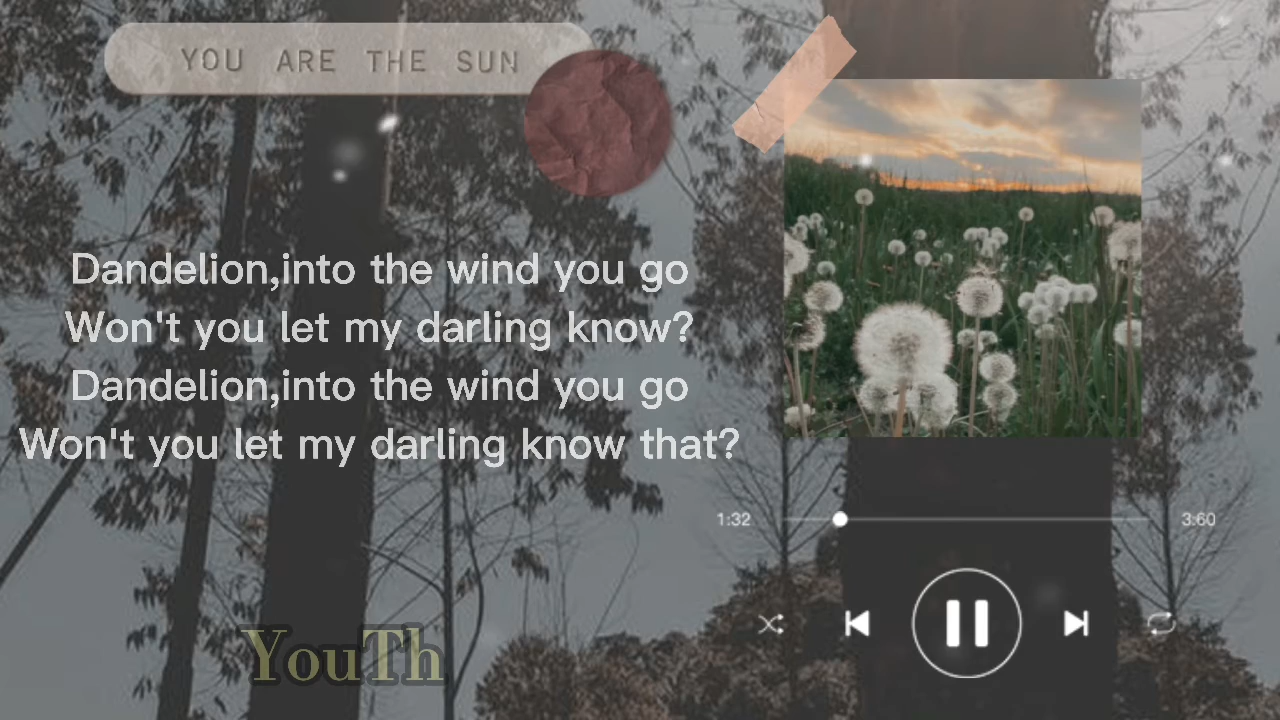 YOU ARE THE SUN
Dandelion,into the wind you go
Won't you let my darling know?
Dandelion,into the wind you go
Won't you let my darling know that?
1:32
3:60
YouTh